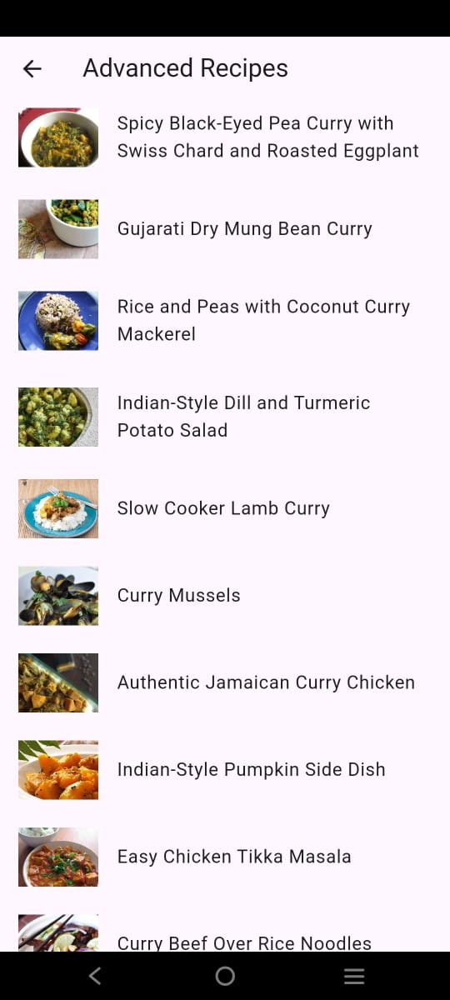 Advanced Recipes
Spicy Black-Eyed Pea Curry with
Swiss Chard and Roasted Eggplant
Gujarati Dry Mung Bean Curry
Rice and Peas with Coconut Curry
Mackerel
Indian-Style Dill and Turmeric
Potato Salad
Slow Cooker Lamb Curry
Curry Mussels
Authentic Jamaican Curry Chicken
Indian-Style Pumpkin Side Dish
Easy Chicken Tikka Masala
Curry Beef Over Rice Noodles